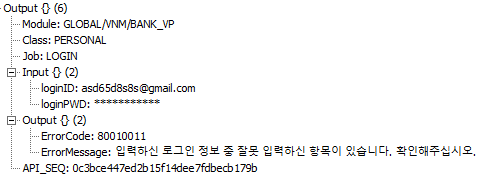 Output {} (6)
Module: GLOBAL/VNM/BANK_VP
Class: PERSONAL
Job: LOGIN
Input {} (2)
loginID: asd65d8s8s@gmail.com
loginPWD: ***********
Output {} (2)
ErrorCode: 80010011
ErrorMessage: 입력하신 로그인 정보 중 잘못 입력하신 항목이 있습니다. 확인해주십시오.
API_SEQ: 0c3bce447ed2b15f14dee7fdbecb179b